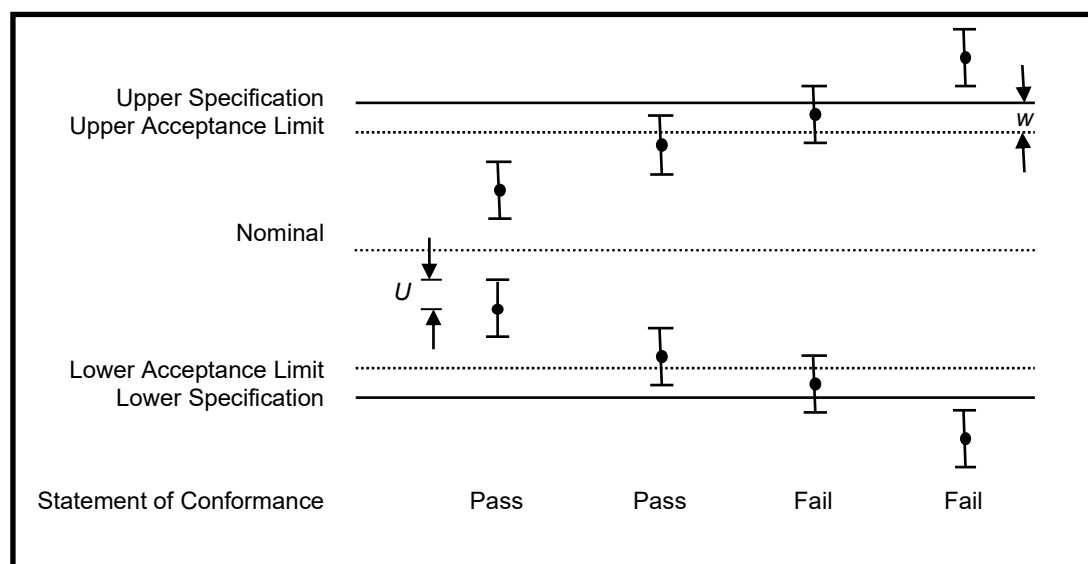 Upper Specification
Upper Acceptance Limit
w
Nominal
U
Lower Acceptance Limit
Lower Specification
Statement of Conformance Pass Pass Fail Fail